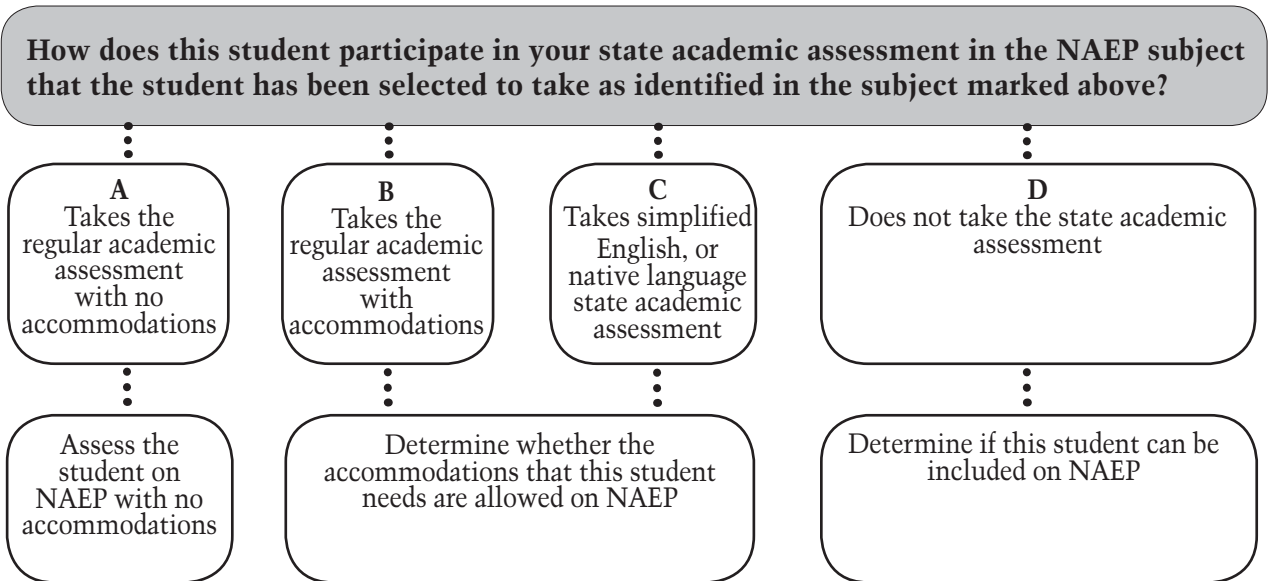 How does this student participate in your state academic assessment in the NAEP subject
that the student has been selected to take as identified in the subject marked above?
A
Takes the
regular academic
assessment
with no
accommodations
B
Takes the
regular academic
assessment
with
accommodations
C
Takes simplified
English, or
native language
state academic
assessment
D
Does not take the state academic
assessment
Assess the
student on
NAEP with no
accommodations
Determine whether the
accommodations that this student
needs are allowed on NAEP
Determine if this student can be
included on NAEP